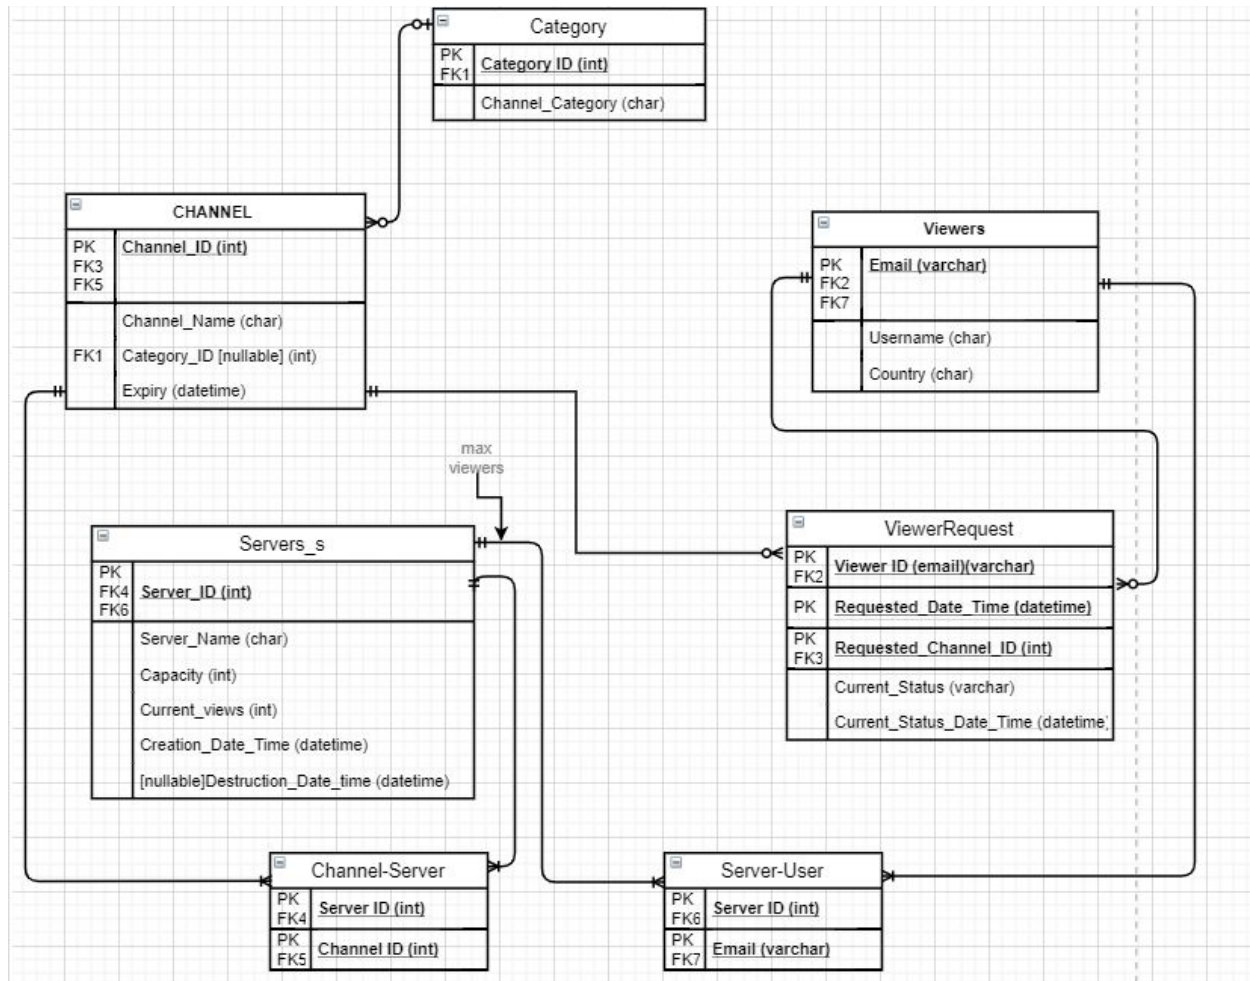 Category
PK
FK1
Category ID (int)
Channel_Category (char)
CHANNEL
PK
FK3
FK5
Channel_ID (int)
Channel_Name (char)
FK1 Category_ID [nullable] (int)
Expiry (datetime)
Viewers
PK
FK2
FK7
Email (varchar)
Username (char)
Country (char)
max
viewers
Servers_s
PK
FK4
FK6
Server_ID (int)
Server_Name (char)
Capacity (int)
Current_views (int)
Creation_Date_Time (datetime)
[nullable]Destruction_Date_time (datetime)
ViewerRequest
PK
FK2
Viewer ID (email)(varchar)
PK Requested_Date_Time (datetime)
PK
FK3
Requested_Channel_ID (int)
Current_Status (varchar)
Current_Status_Date_Time (datetime)
Channel-Server
PK
FK4
Server ID (int)
PK
FK5
Channel ID (int)
Server-User
PK
FK6
Server ID (int)
PK
FK7
Email (varchar)